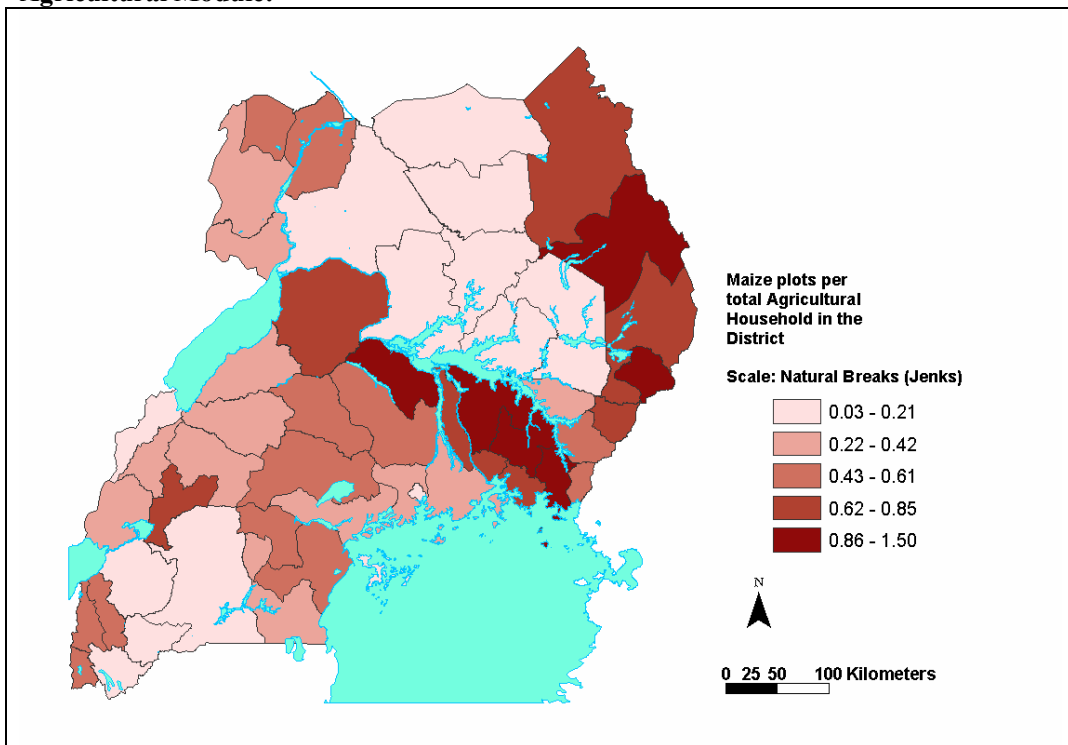 Agricultural Module.
Maize plots per
total Agricultural
Household in the
District
Scale: Natural Breaks (Jenks)
0.03 - 0.21
0.22 - 0.42
0.43 - 0.61
0.62 - 0.85
0.86 - 1.50
N
0 25 50 100 Kilometers